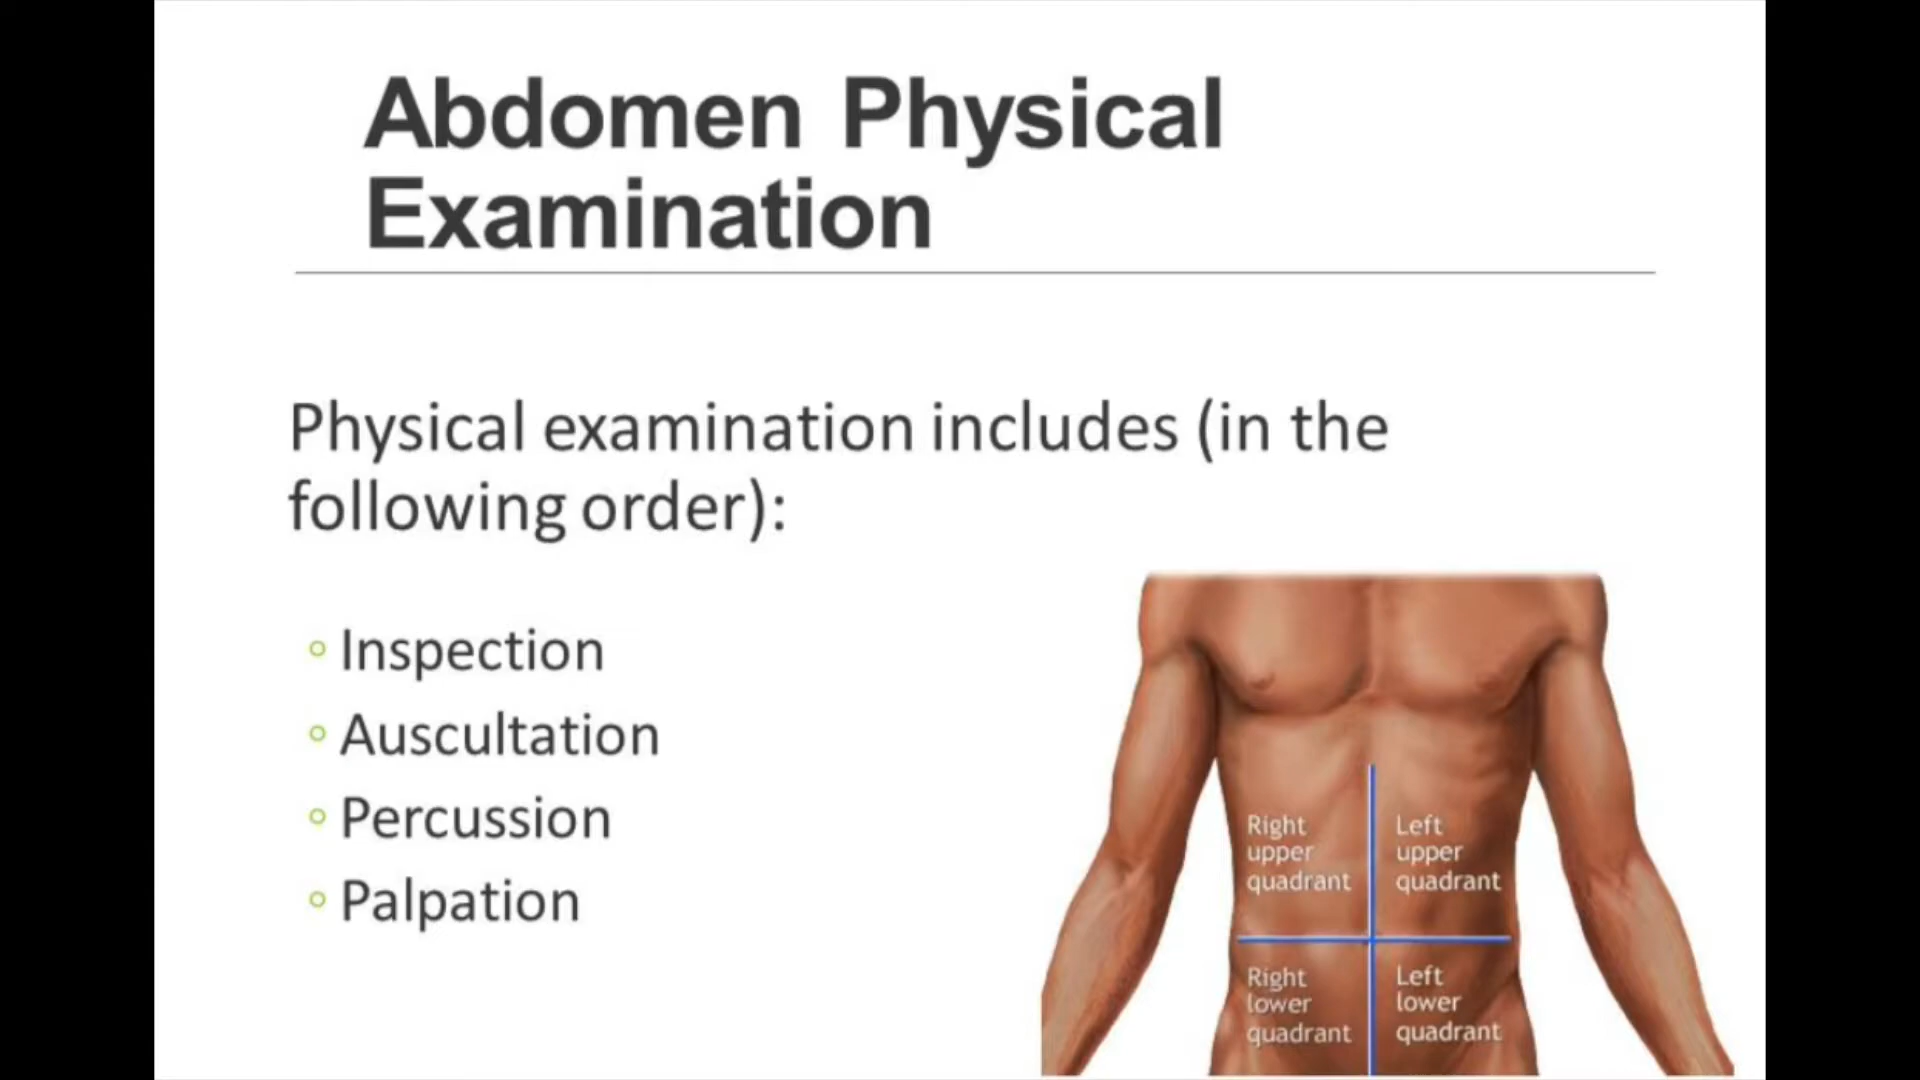 Abdomen Physical
Examination
Physical examination includes (in the
following order):
Inspection
Auscultation
Percussion
Palpation
Right
upper
quadrant
Left
upper
quadrant
Right
lower
quadrant
Left
lower
quadrant